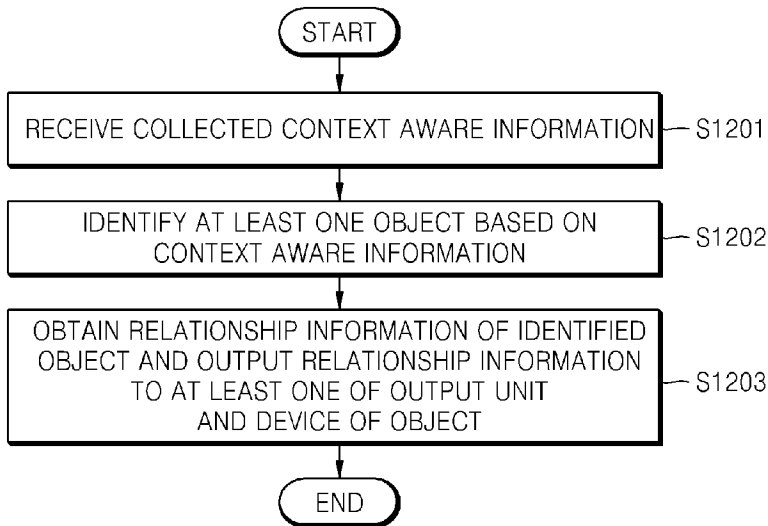 START
RECEIVE COLLECTED CONTEXT AWARE INFORMATION
S1201
IDENTIFY AT LEAST ONE OBJECT BASED ON
CONTEXT AWARE INFORMATION
S1202
OBTAIN RELATIONSHIP INFORMATION OF IDENTIFIED
OBJECT AND OUTPUT RELATIONSHIP INFORMATION
TO AT LEAST ONE OF OUTPUT UNIT
AND DEVICE OF OBJECT
S1203
END